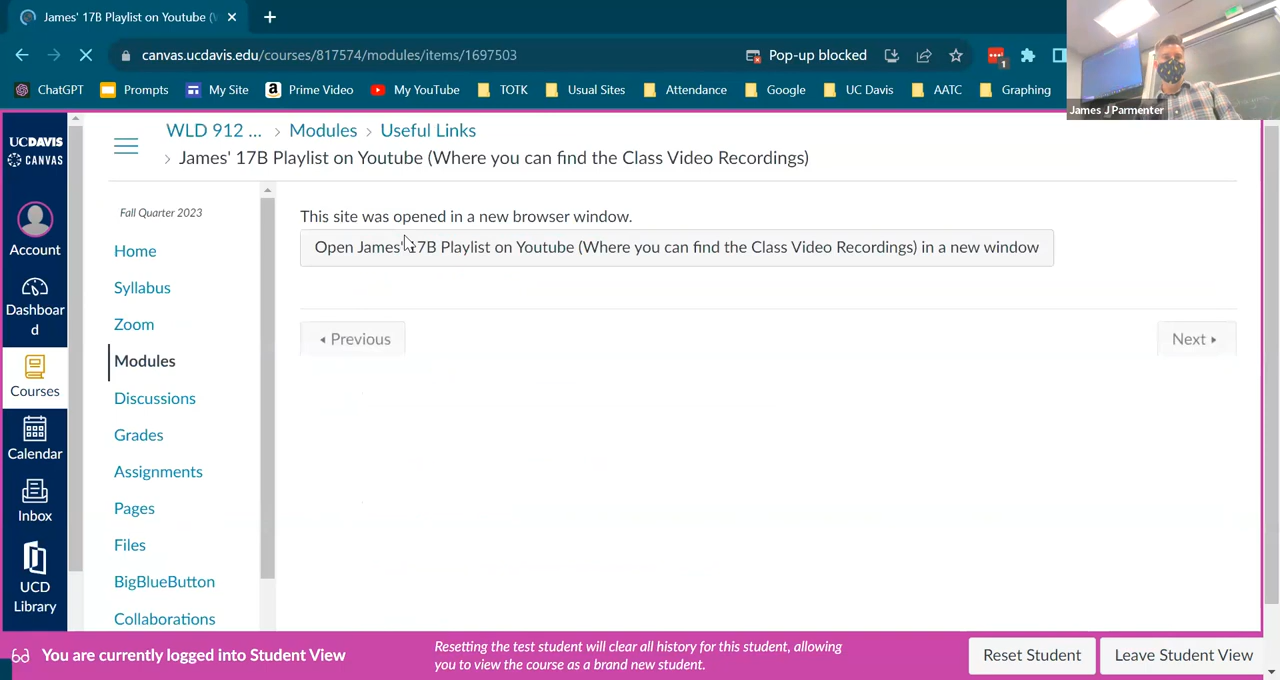 James' 17B Playlist on Youtube (
canvas.ucdavis.edu/courses/817574/modules/items/1697503
Pop-up blocked
1
ChatGPT
Prompts
My Site
Prime Video
My YouTube
TOTK
Usual Sites
Attendance
Google
UC Davis
AATC
Graphing
James J Parmenter
UCDAVIS
CANVAS
Account
Dashboar
d
Courses
Calendar
Inbox
UCD
Library
WLD 912 ... › Modules › Useful Links
› James' 17B Playlist on Youtube (Where you can find the Class Video Recordings)
Fall Quarter 2023
Home
Syllabus
Zoom
Modules
Discussions
Grades
Assignments
Pages
Files
BigBlueButton
Collaborations
This site was opened in a new browser window.
Open James' 17B Playlist on Youtube (Where you can find the Class Video Recordings) in a new window
Previous
Next
You are currently logged into Student View
Resetting the test student will clear all history for this student, allowing
you to view the course as a brand new student.
Reset Student
Leave Student View